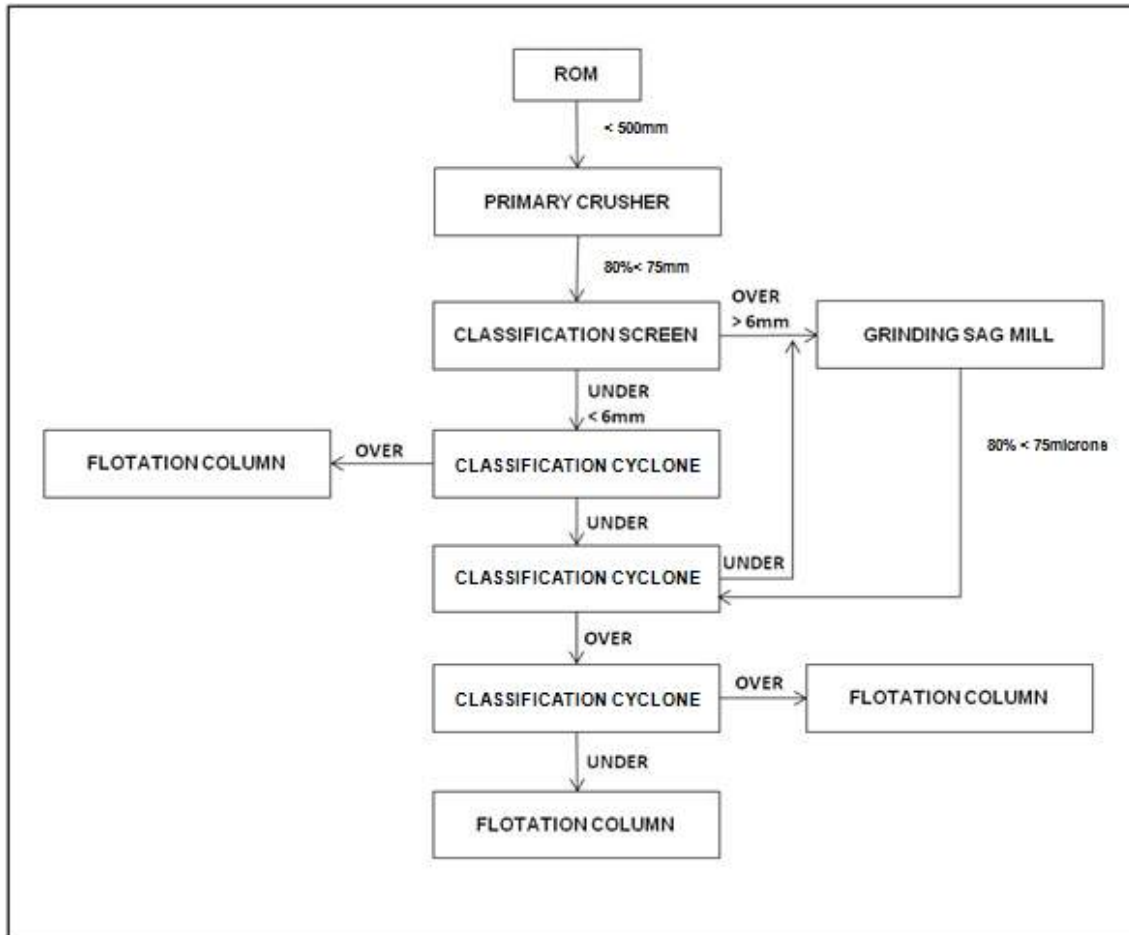 ROM
< 500mm
PRIMARY CRUSHER
80%< 75mm
CLASSIFICATION SCREEN
OVER
> 6mm
GRINDING SAG MILL
UNDER
< 6mm
FLOTATION COLUMN
OVER
CLASSIFICATION CYCLONE
80% < 75microns
UNDER
CLASSIFICATION CYCLONE
UNDER
OVER
CLASSIFICATION CYCLONE
OVER
FLOTATION COLUMN
UNDER
FLOTATION COLUMN